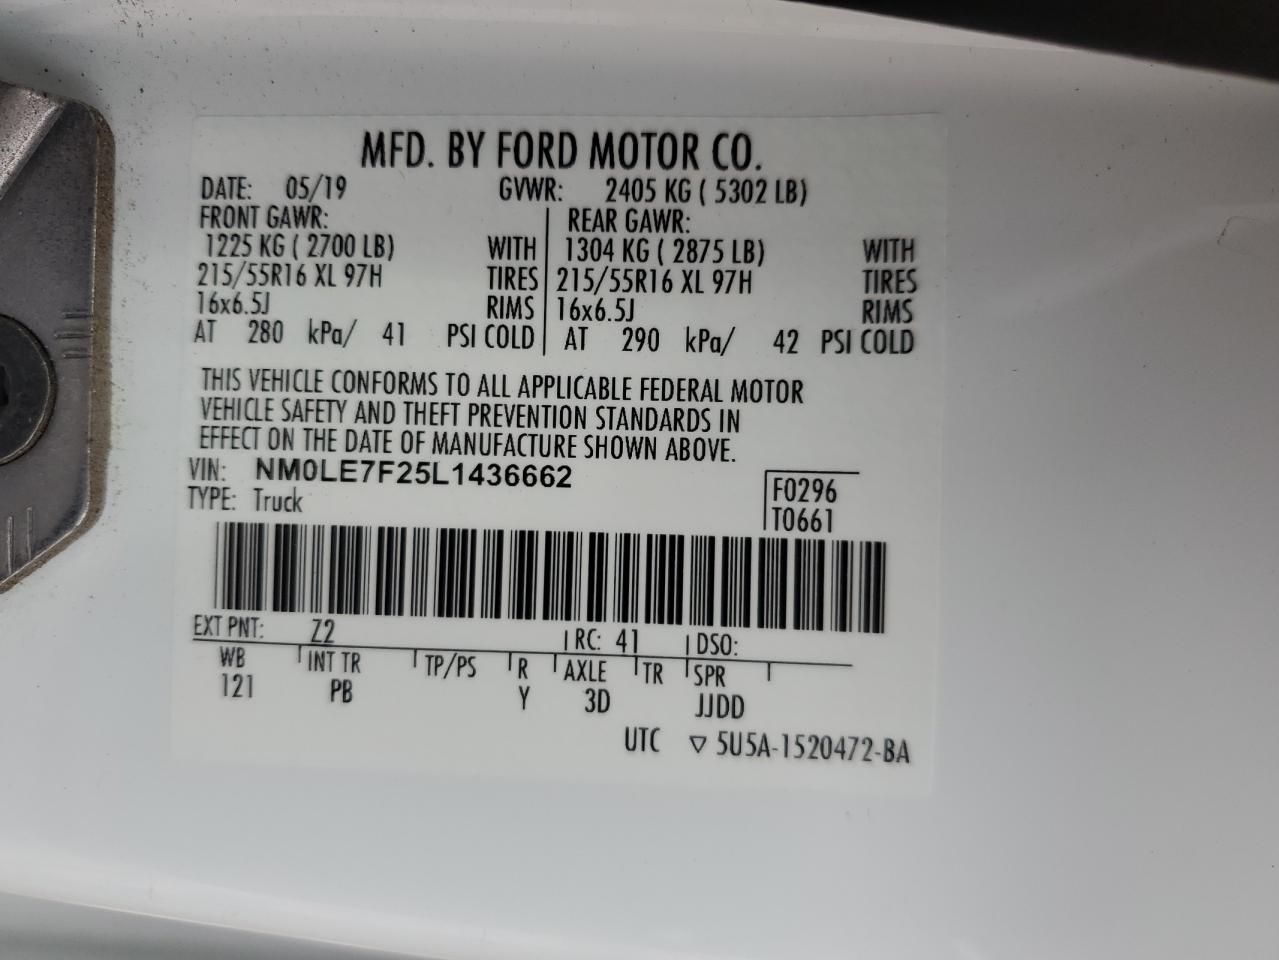 MFD. BY FORD MOTOR CO.
DATE: 05/19 GVWR: 2405 KG ( 5302 LB)
FRONT GAWR: REAR GAWR:
1225 KG ( 2700 LB) WITH 1304 KG ( 2875 LB) WITH
215/55R16 XL 97H TIRES 215/55R16 XL 97H TIRES
16x6.5J RIMS 16x6.5J RIMS
AT 280 kPa/ 41 PSI COLD AT 290 kPa/ 42 PSI COLD
THIS VEHICLE CONFORMS TO ALL APPLICABLE FEDERAL MOTOR
VEHICLE SAFETY AND THEFT PREVENTION STANDARDS IN
EFFECT ON THE DATE OF MANUFACTURE SHOWN ABOVE.
VIN: NM0LE7F25L1436662
TYPE: Truck
F0296
T0661
EXT PNT: Z2 RC: 41 DSO:
WB INT TR TP/PS R AXLE TR SPR
121 PB Y 3D JJDD
UTC ▽ 5U5A-1520472-BA